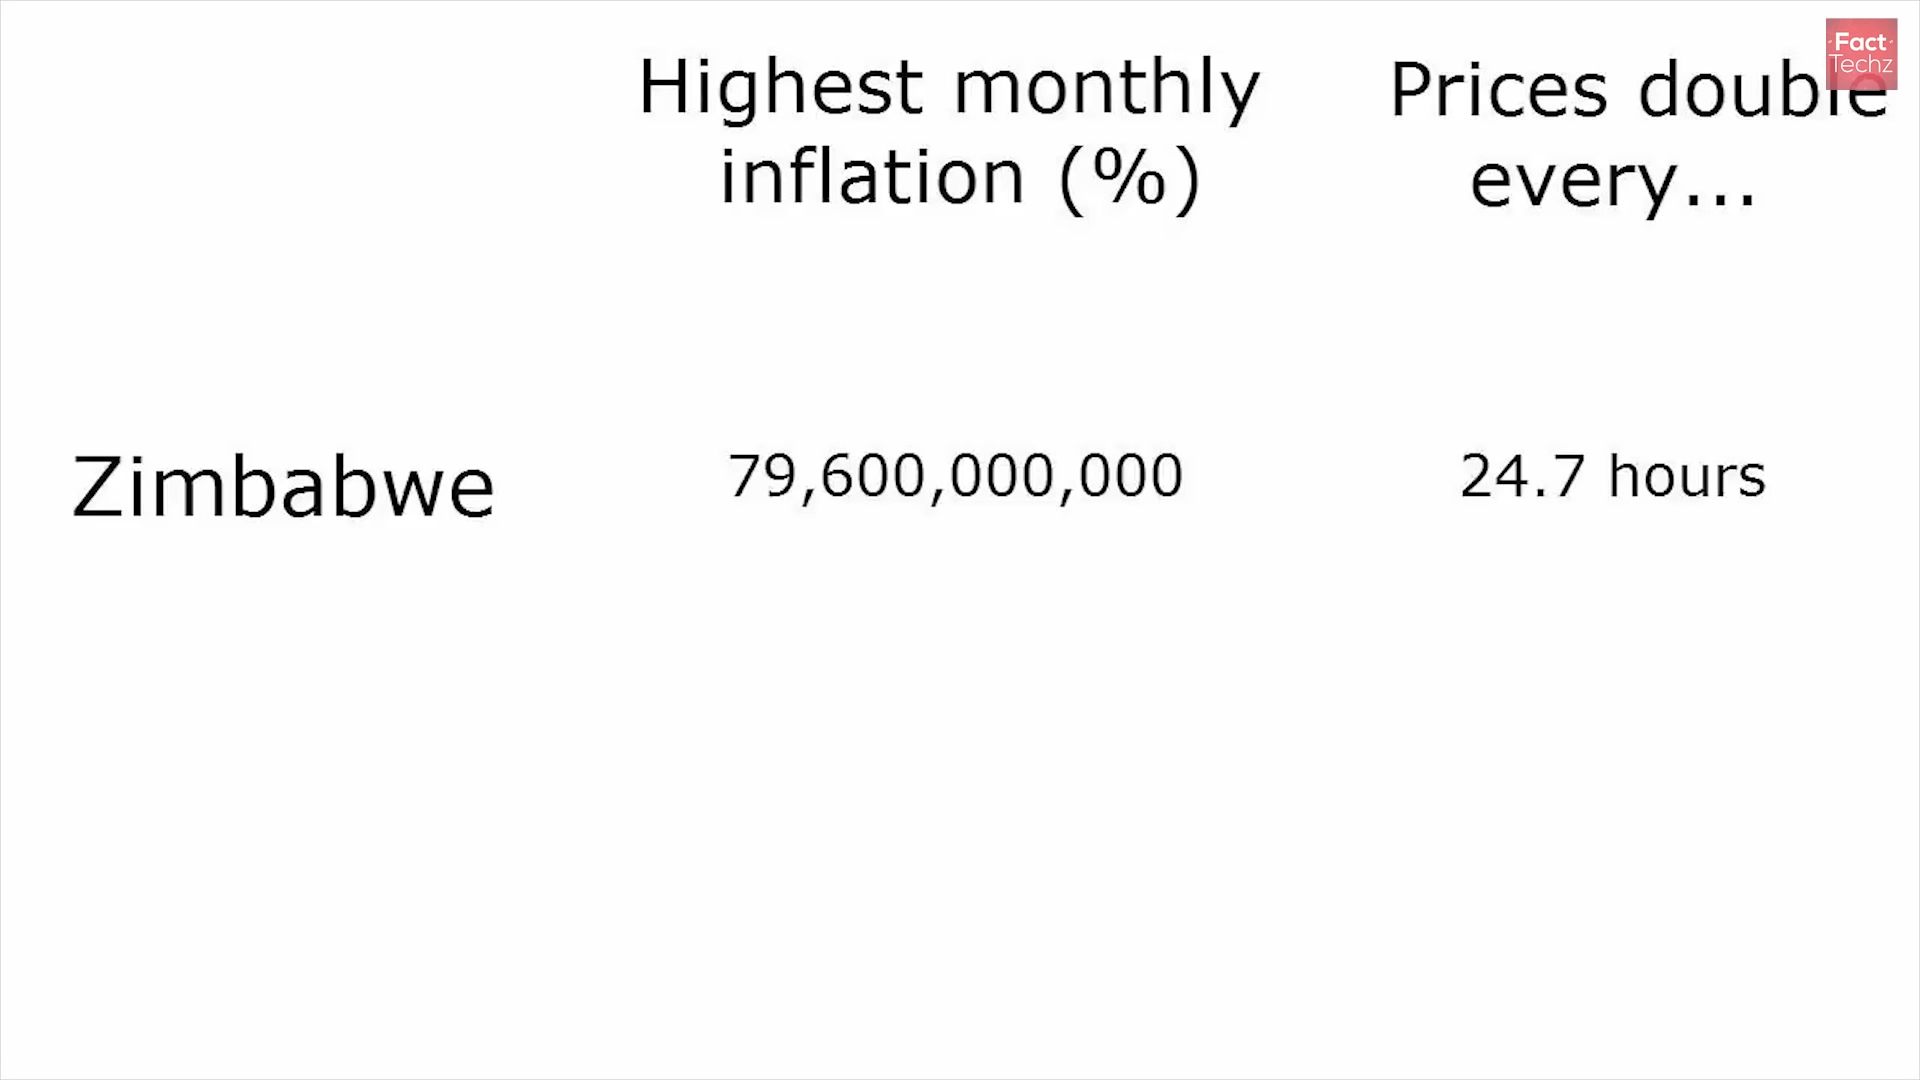 Highest monthly
inflation (%)
Prices double
every...
Fact
Techz
Zimbabwe
79,600,000,000
24.7 hours